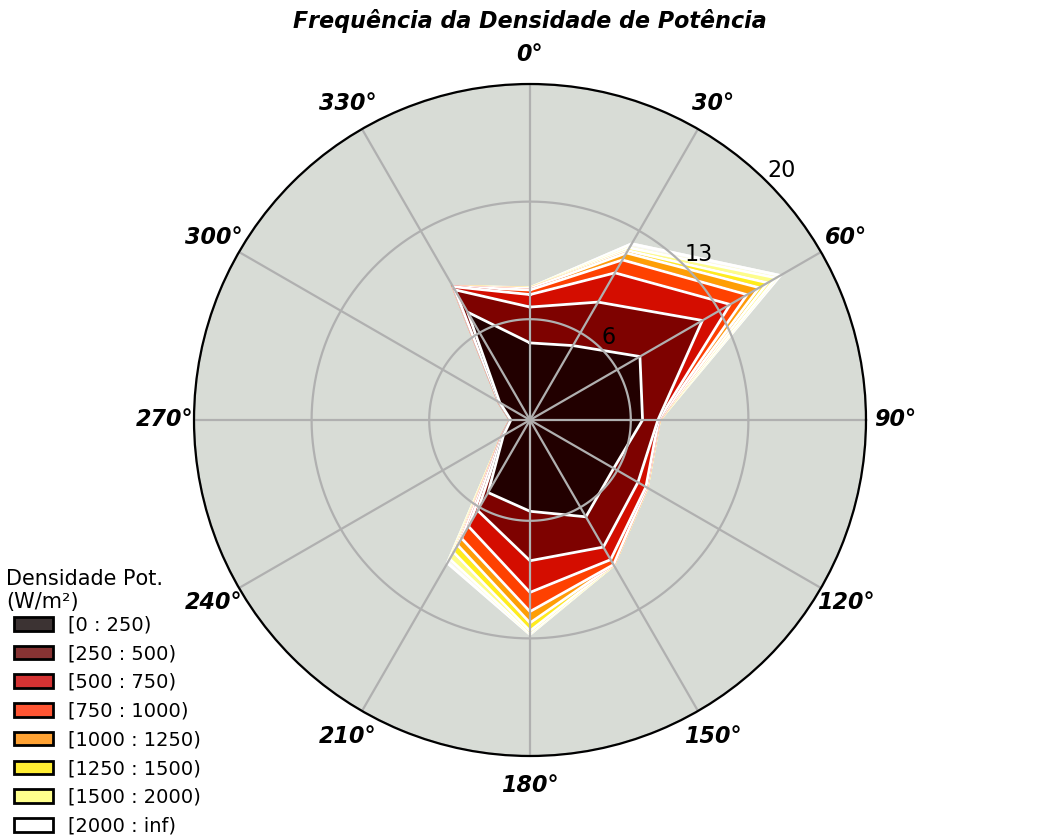 Frequência da Densidade de Potência
0°
330°
30°
20
300°
60°
13
6
270°
90°
240°
120°
210°
150°
180°
Densidade Pot.
(W/m²)
[0 : 250)
[250 : 500)
[500 : 750)
[750 : 1000)
[1000 : 1250)
[1250 : 1500)
[1500 : 2000)
[2000 : inf)